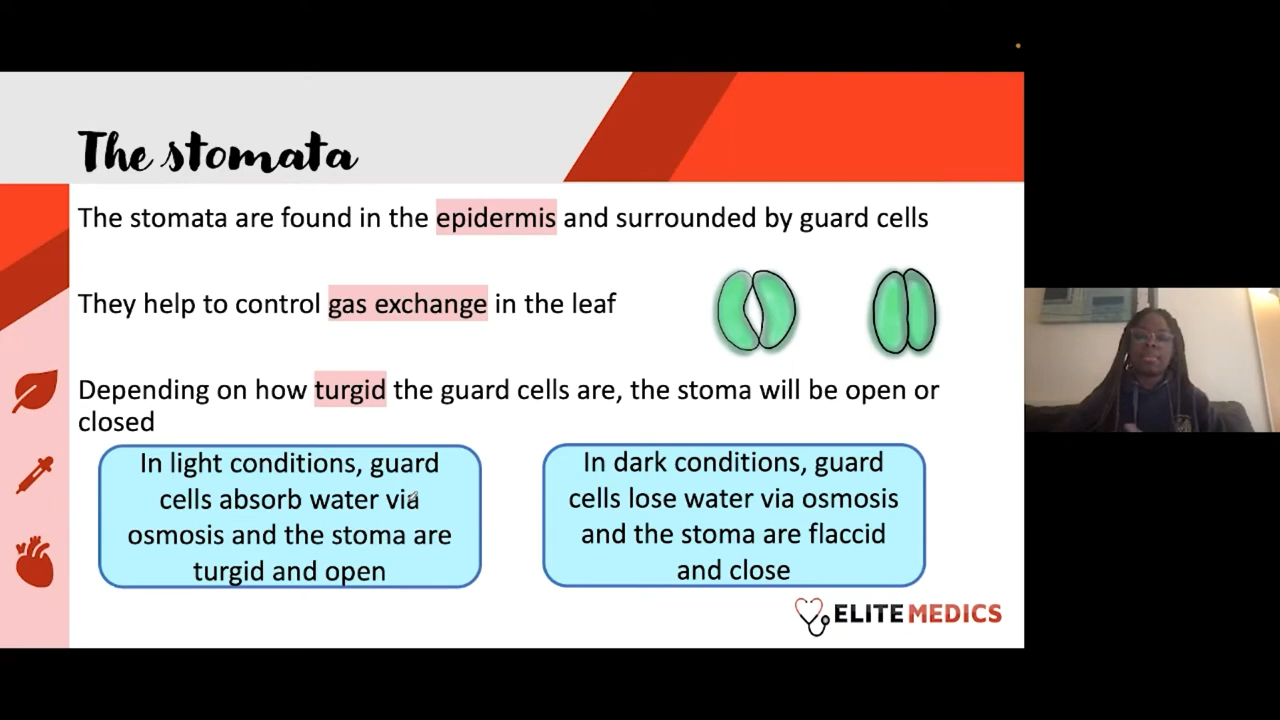 The stomata
The stomata are found in the epidermis and surrounded by guard cells
They help to control gas exchange in the leaf
Depending on how turgid the guard cells are, the stoma will be open or
closed
In light conditions, guard
cells absorb water via
osmosis and the stoma are
turgid and open
In dark conditions, guard
cells lose water via osmosis
and the stoma are flaccid
and close
ELITE MEDICS